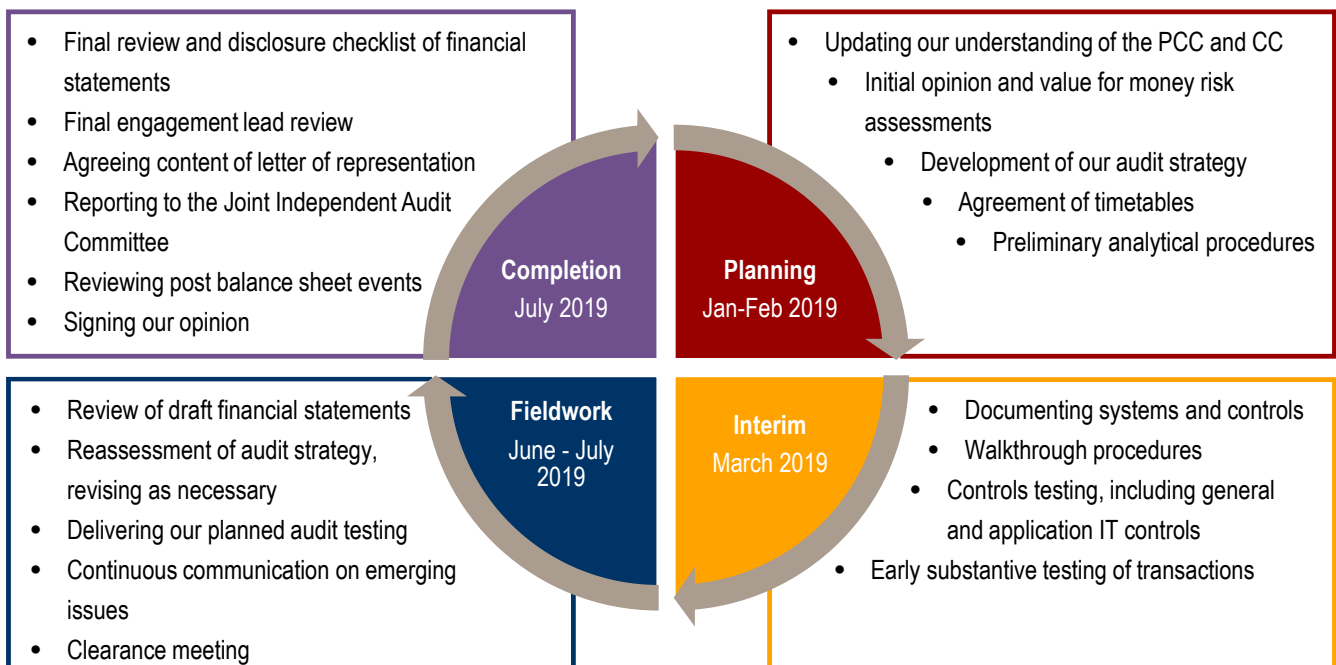 • Final review and disclosure checklist of financial
statements
• Final engagement lead review
• Agreeing content of letter of representation
• Reporting to the Joint Independent Audit
Committee
• Reviewing post balance sheet events
• Signing our opinion
Completion
July 2019
Planning
Jan-Feb 2019
• Updating our understanding of the PCC and CC
• Initial opinion and value for money risk
assessments
• Development of our audit strategy
• Agreement of timetables
• Preliminary analytical procedures
• Review of draft financial statements
• Reassessment of audit strategy,
revising as necessary
• Delivering our planned audit testing
• Continuous communication on emerging
issues
• Clearance meeting
Fieldwork
June - July
2019
Interim
March 2019
• Documenting systems and controls
• Walkthrough procedures
• Controls testing, including general
and application IT controls
• Early substantive testing of transactions